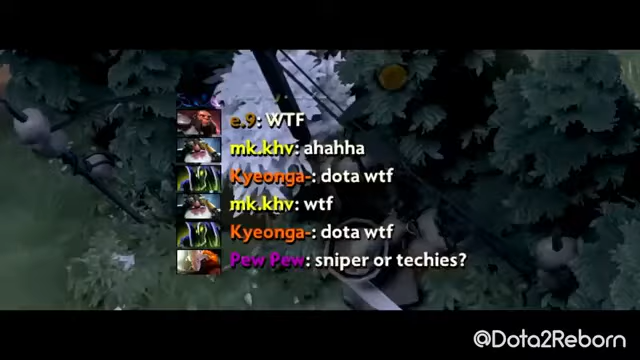 e.9: WTF
mk.khv: ahahha
Kyeonga-: dota wtf
mk.khv: wtf
Kyeonga-: dota wtf
Pew Pew: sniper or techies?
@Dota2Reborn